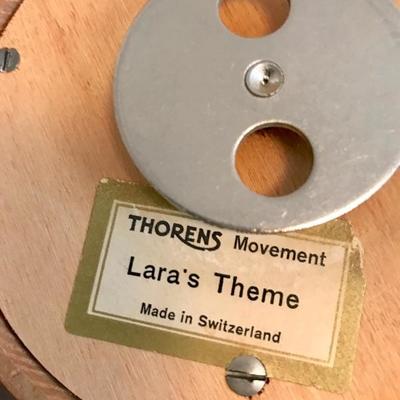 THORENS Movement
Lara's Theme
Made in Switzerland